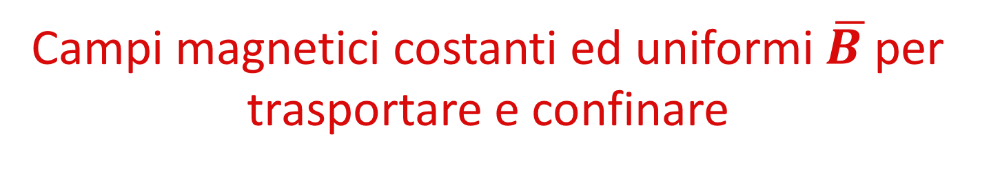 Campi magnetici costanti ed uniformi B̅ per
trasportare e confinare